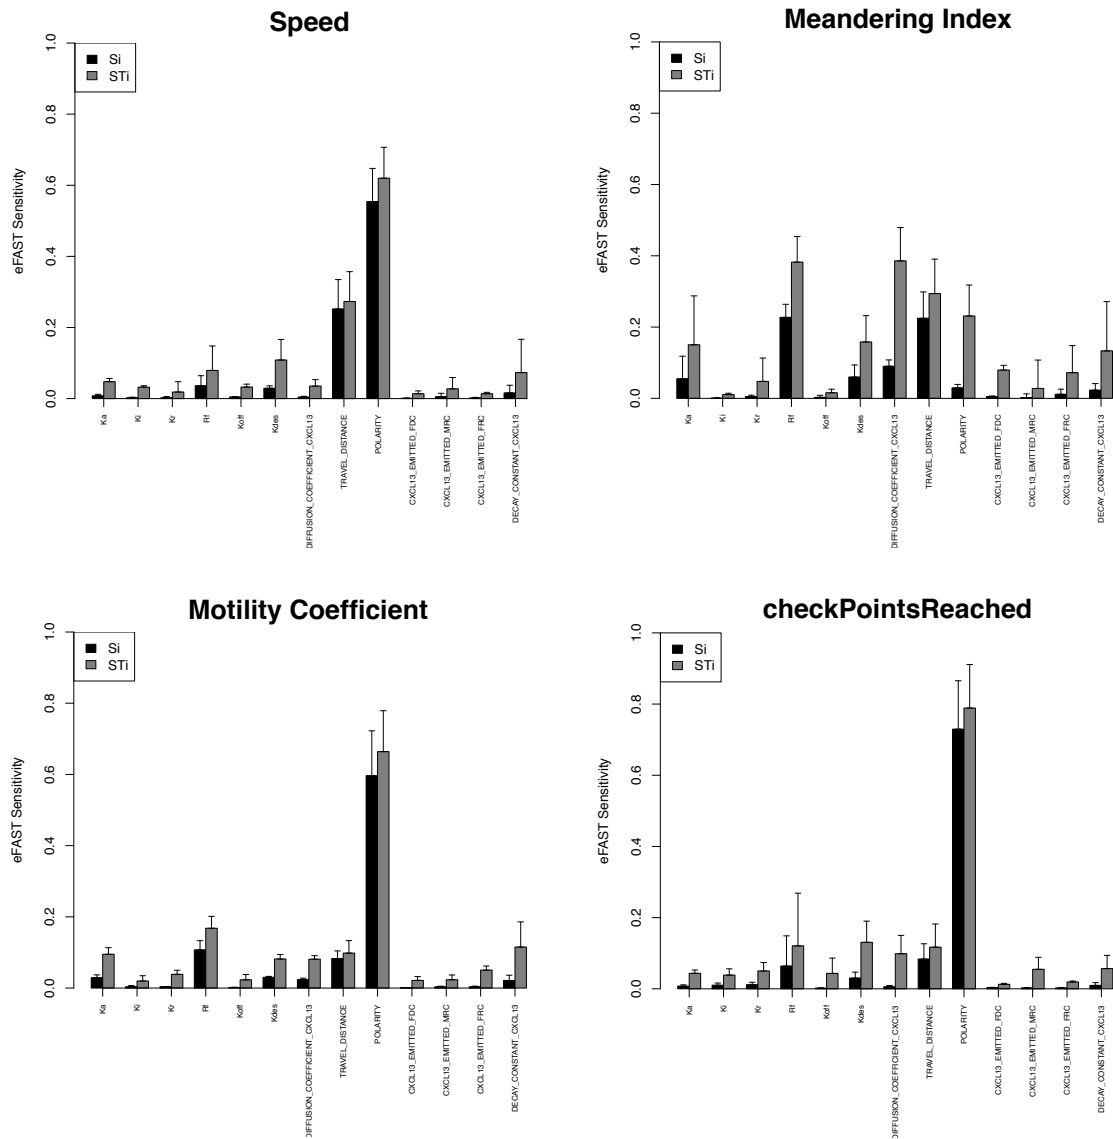 Speed
Si
STi
eFAST Sensitivity
0.0
0.2
0.4
0.6
0.8
1.0
Ka
Ki
Kr
Rf
Koff
Kdes
DIFFUSION_COEFFICIENT_CXCL13
TRAVEL_DISTANCE
POLARITY
CXCL13_EMITTED_FDC
CXCL13_EMITTED_MRC
CXCL13_EMITTED_FRC
DECAY_CONSTANT_CXCL13
Meandering Index
Si
STi
eFAST Sensitivity
0.0
0.2
0.4
0.6
0.8
1.0
Ka
Ki
Kr
Rf
Koff
Kdes
DIFFUSION_COEFFICIENT_CXCL13
TRAVEL_DISTANCE
POLARITY
CXCL13_EMITTED_FDC
CXCL13_EMITTED_MRC
CXCL13_EMITTED_FRC
DECAY_CONSTANT_CXCL13
Motility Coefficient
Si
STi
eFAST Sensitivity
0.0
0.2
0.4
0.6
0.8
1.0
Ka
Ki
Kr
Rf
Koff
Kdes
DIFFUSION_COEFFICIENT_CXCL13
TRAVEL_DISTANCE
POLARITY
CXCL13_EMITTED_FDC
CXCL13_EMITTED_MRC
CXCL13_EMITTED_FRC
DECAY_CONSTANT_CXCL13
checkPointsReached
Si
STi
eFAST Sensitivity
0.0
0.2
0.4
0.6
0.8
1.0
Ka
Ki
Kr
Rf
Koff
Kdes
DIFFUSION_COEFFICIENT_CXCL13
TRAVEL_DISTANCE
POLARITY
CXCL13_EMITTED_FDC
CXCL13_EMITTED_MRC
CXCL13_EMITTED_FRC
DECAY_CONSTANT_CXCL13